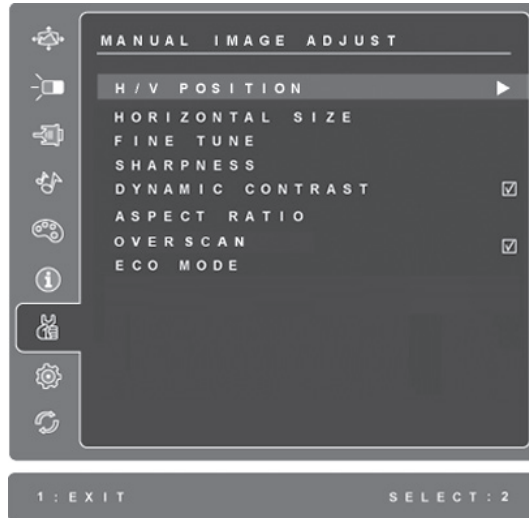 MANUAL IMAGE ADJUST
H/V POSITION
HORIZONTAL SIZE
FINE TUNE
SHARPNESS
DYNAMIC CONTRAST
ASPECT RATIO
OVERSCAN
ECO MODE
1:EXIT SELECT:2